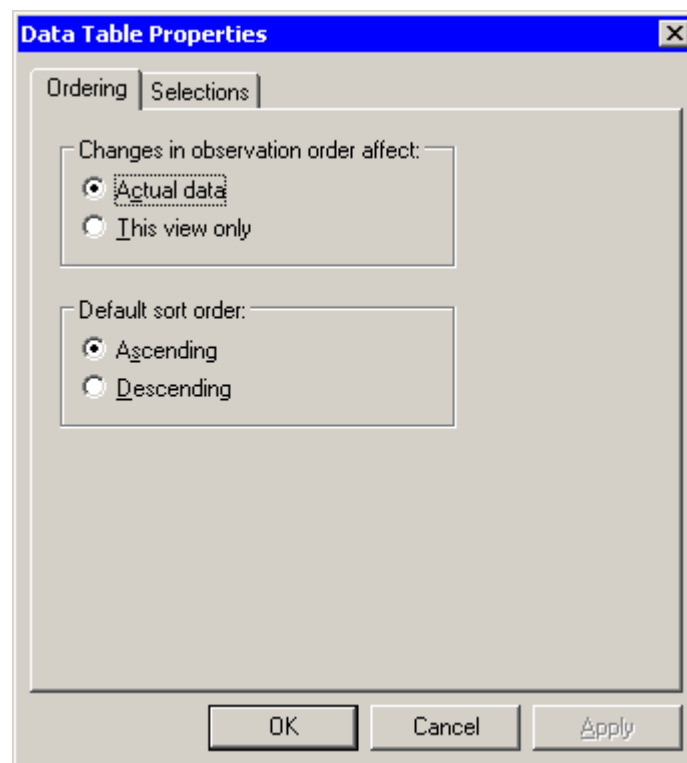 Data Table Properties
Ordering
Selections
Changes in observation order affect:
Actual data
This view only
Default sort order:
Ascending
Descending
OK
Cancel
Apply